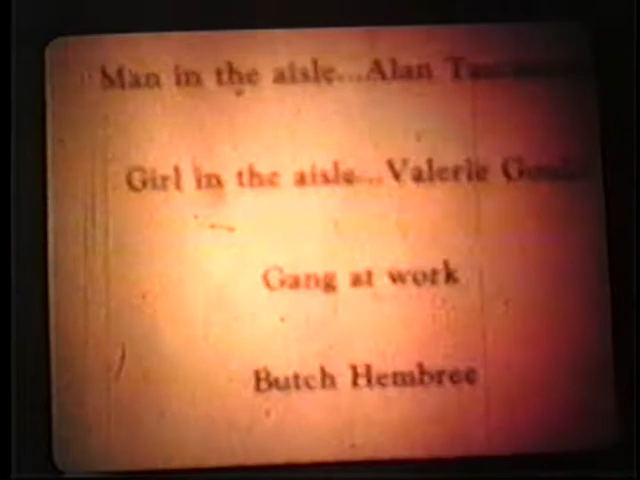 Man in the aisle...Alan
Girl in the aisle...Valerie
Gang at work
Butch Hembree